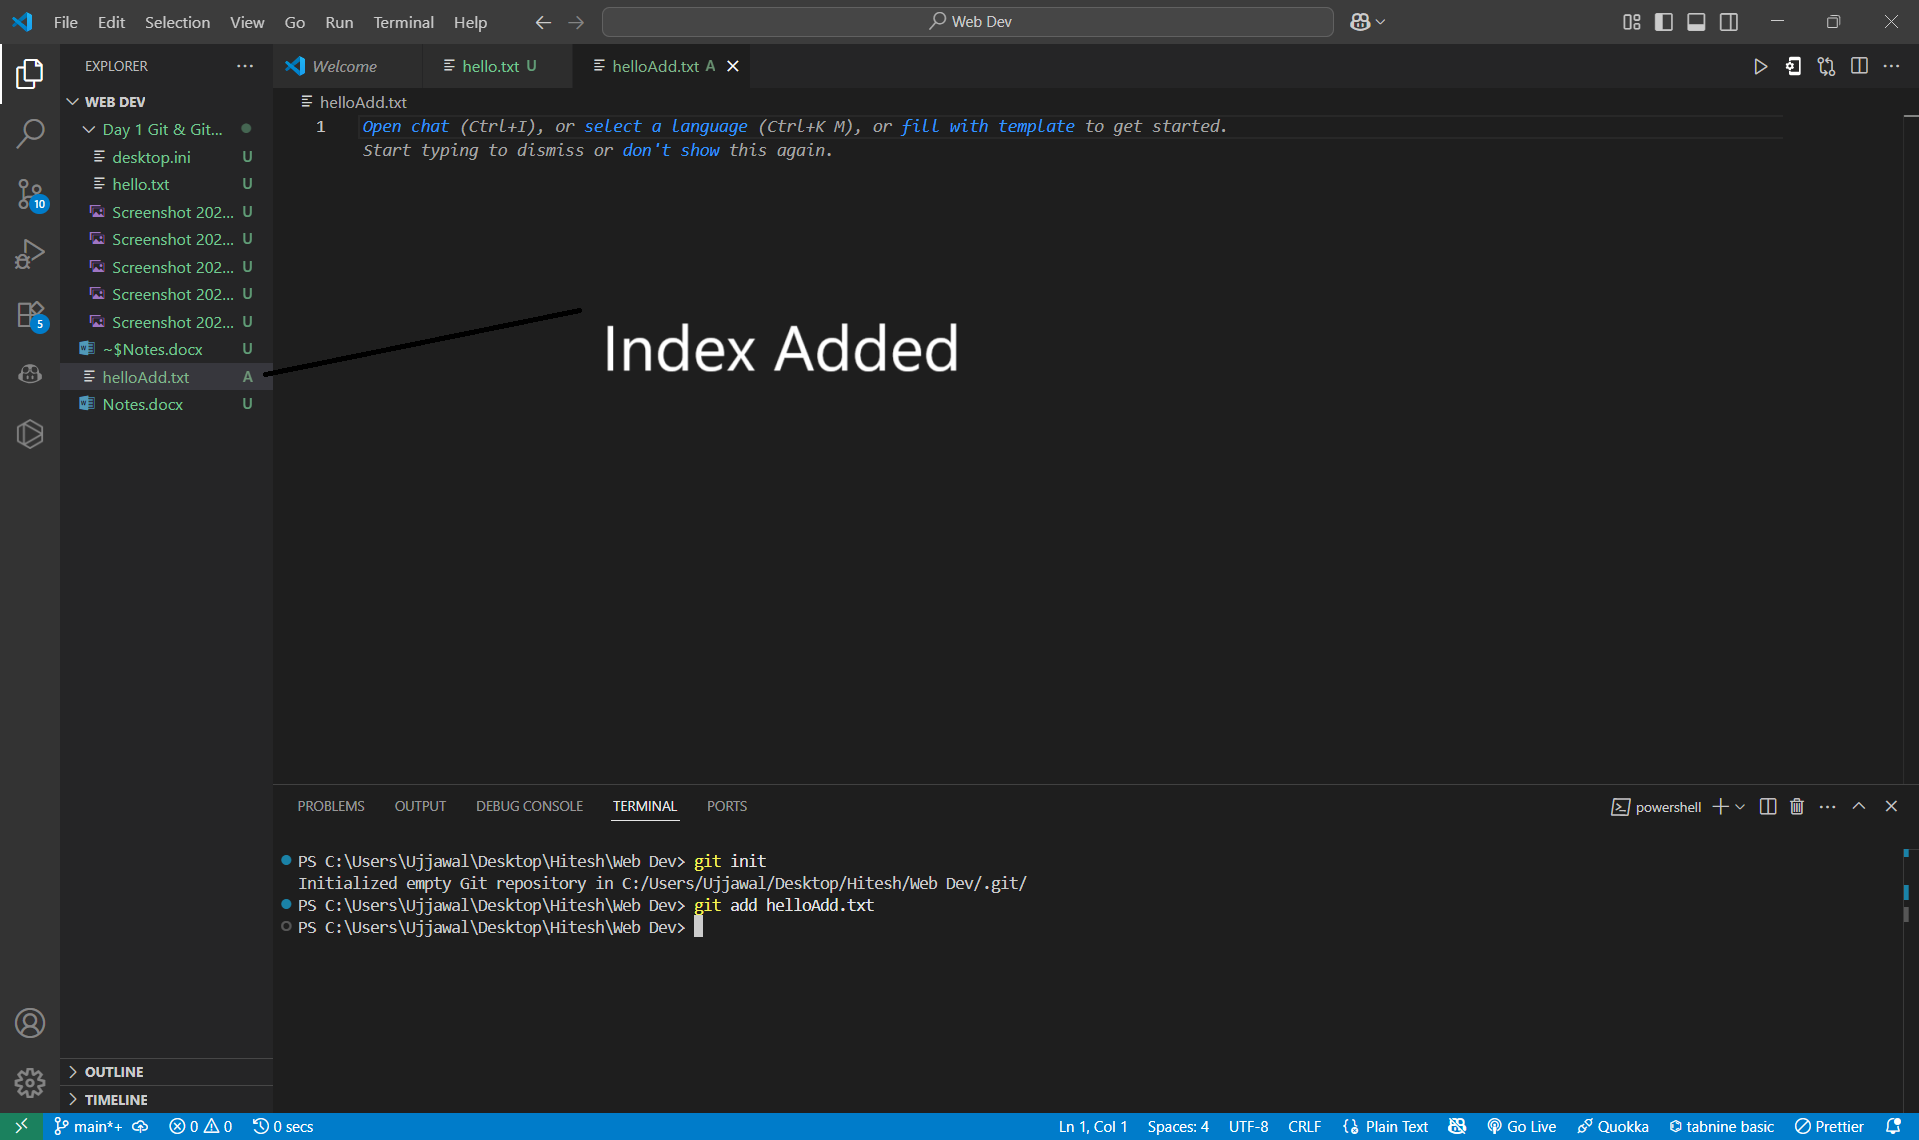 File Edit Selection View Go Run Terminal Help
Web Dev
EXPLORER
WEB DEV
Day 1 Git & Git...
desktop.ini U
hello.txt U
Screenshot 202... U
Screenshot 202... U
Screenshot 202... U
Screenshot 202... U
Screenshot 202... U
~$Notes.docx U
helloAdd.txt A
Notes.docx U
10
5
OUTLINE
TIMELINE
Welcome hello.txt U helloAdd.txt A
helloAdd.txt
1 Open chat (Ctrl+I), or select a language (Ctrl+K M), or fill with template to get started.
Start typing to dismiss or don't show this again.
Index Added
PROBLEMS OUTPUT DEBUG CONSOLE TERMINAL PORTS
powershell
PS C:\Users\Ujjawal\Desktop\Hitesh\Web Dev> git init
Initialized empty Git repository in C:/Users/Ujjawal/Desktop/Hitesh/Web Dev/.git/
PS C:\Users\Ujjawal\Desktop\Hitesh\Web Dev> git add helloAdd.txt
PS C:\Users\Ujjawal\Desktop\Hitesh\Web Dev>
main*+ 0 0 0 secs
Ln 1, Col 1 Spaces: 4 UTF-8 CRLF Plain Text Go Live Quokka tabnine basic Prettier